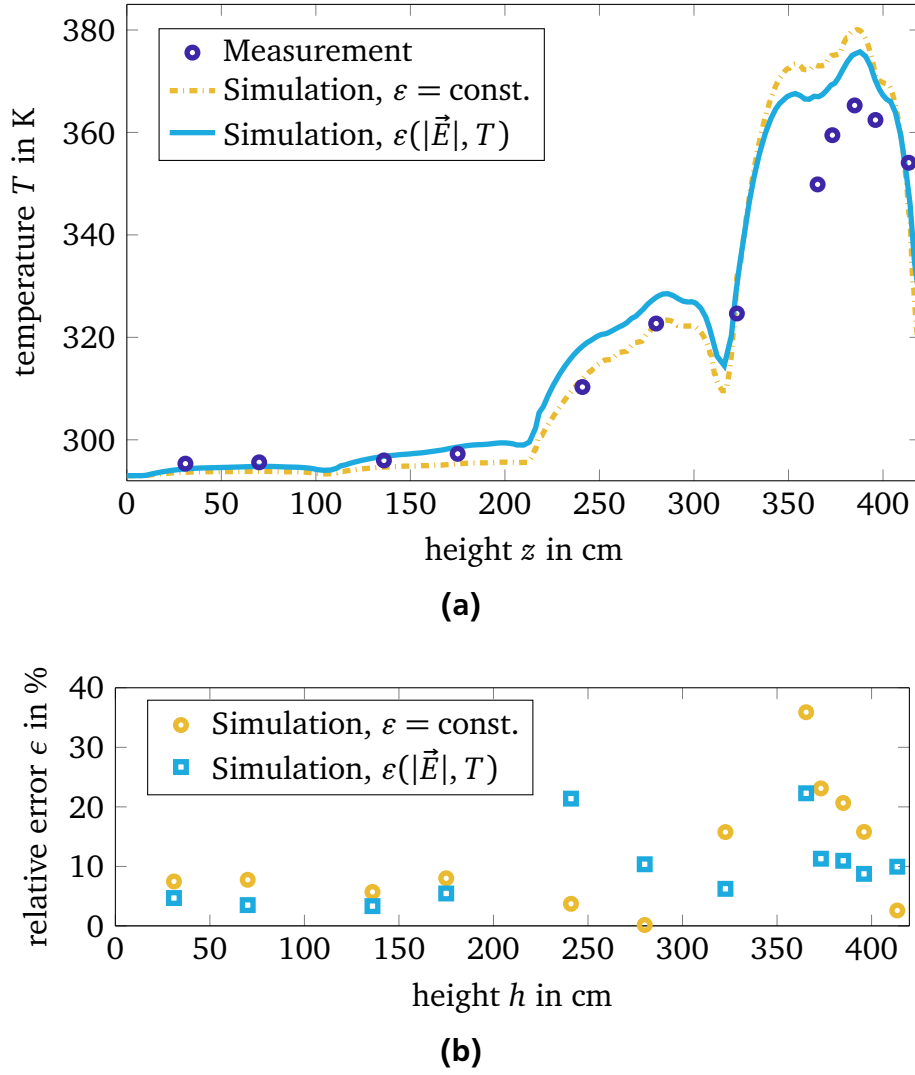 380
360
340
320
300
temperature T in K
Measurement
Simulation, ε = const.
Simulation, ε(|E⃗|, T)
0 50 100 150 200 250 300 350 400
height z in cm
(a)
40
30
20
10
0
relative error ϵ in %
Simulation, ε = const.
Simulation, ε(|E⃗|, T)
0 50 100 150 200 250 300 350 400
height h in cm
(b)